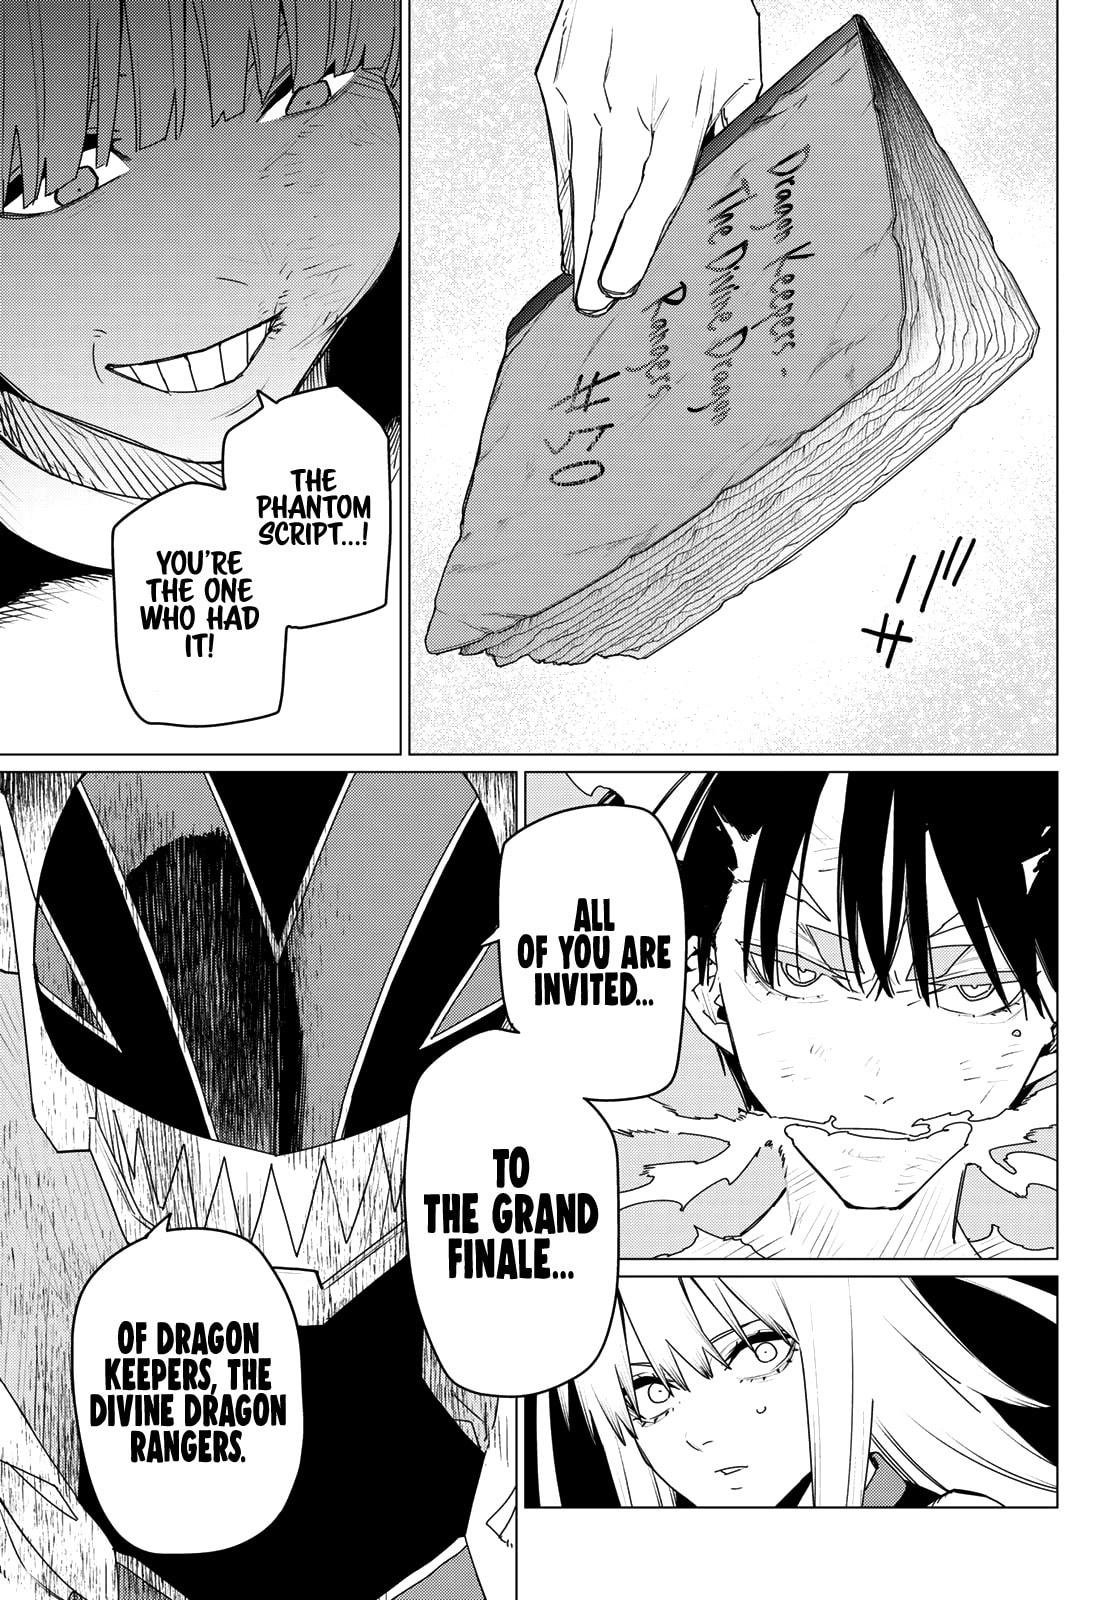 Dragon Keepers:
The Divine Dragon
Rangers
#50
THE
PHANTOM
SCRIPT...!
YOU'RE
THE ONE
WHO HAD
IT!
ALL
OF YOU ARE
INVITED...
TO
THE GRAND
FINALE...
OF DRAGON
KEEPERS, THE
DIVINE DRAGON
RANGERS.